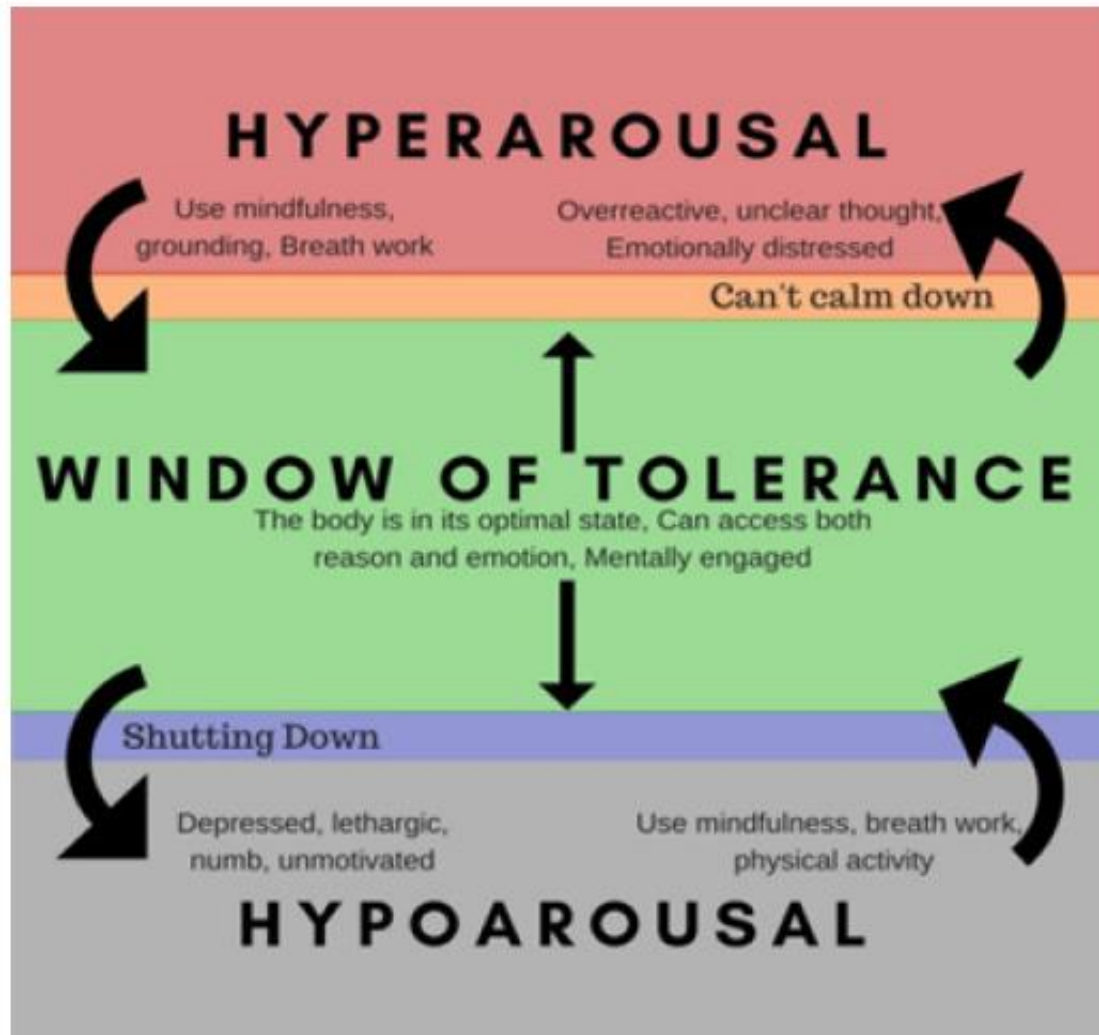 HYPERAROUSAL
Use mindfulness,
grounding, Breath work
Overreactive, unclear thought,
Emotionally distressed
Can't calm down
WINDOW OF TOLERANCE
The body is in its optimal state, Can access both
reason and emotion, Mentally engaged
Shutting Down
Depressed, lethargic,
numb, unmotivated
Use mindfulness, breath work,
physical activity
HYPOAROUSAL